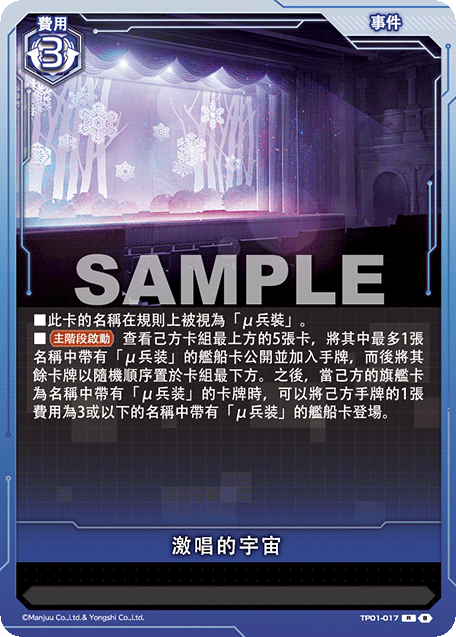 費用
事件
3
SAMPLE
■此卡的名稱在規則上被視為「μ兵裝」。
■ 主階段啟動 查看己方卡組最上方的5張卡，將其中最多1張
名稱中帶有「μ兵裝」的艦船卡公開並加入手牌，而後將其
餘卡牌以隨機順序置於卡組最下方。之後，當己方的旗艦卡
為名稱中帶有「μ兵裝」的卡牌時，可以將己方手牌的1張
費用為3或以下的名稱中帶有「μ兵裝」的艦船卡登場。
激唱的宇宙
©Manjuu Co.,Ltd.& Yongshi Co.,Ltd.
TP01-017 R B